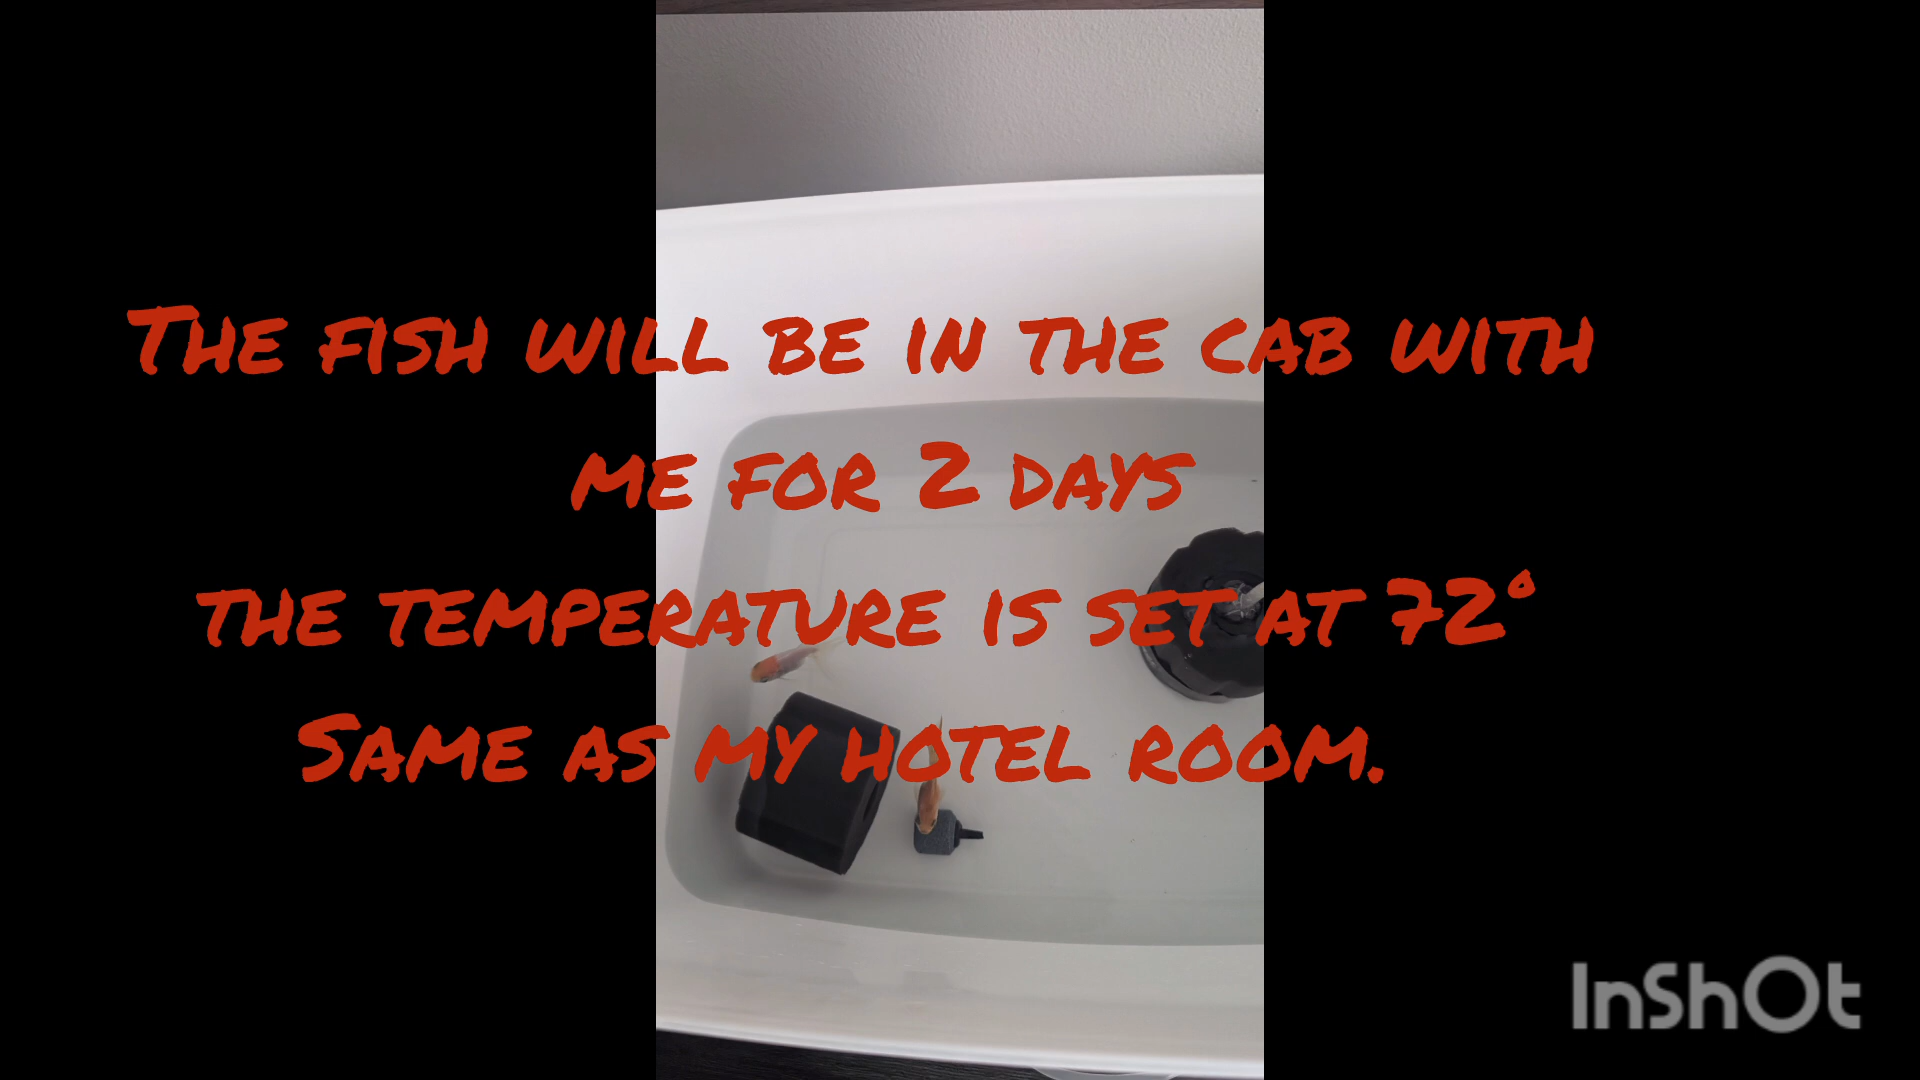 The fish will be in the cab with
me for 2 days
the temperature is set at 72°
Same as my hotel room.
InShOt